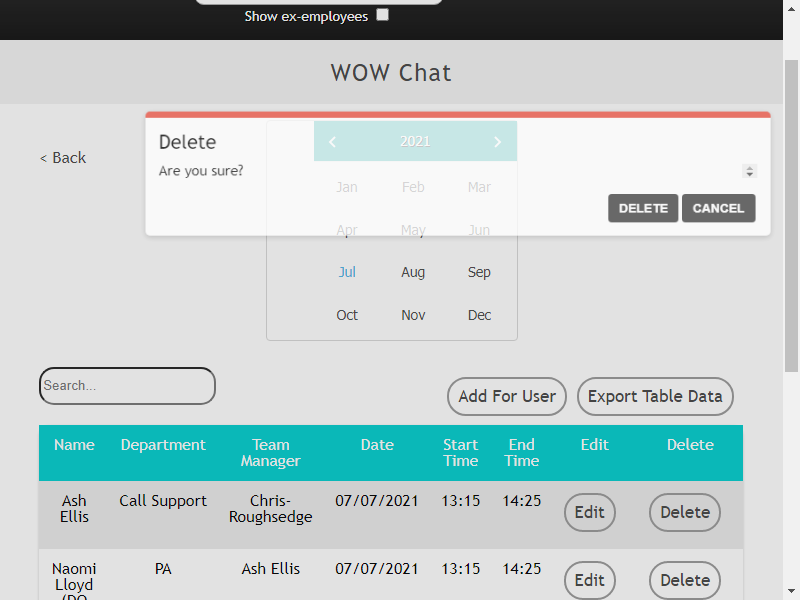 Show ex-employees
WOW Chat
< Back
Delete
Are you sure?
DELETE CANCEL
2021
Jan Feb Mar
Apr May Jun
Jul Aug Sep
Oct Nov Dec
Search...
Add For User Export Table Data
Name Department Team Manager Date Start Time End Time Edit Delete
Ash Ellis Call Support Chris-Roughsedge 07/07/2021 13:15 14:25 Edit Delete
Naomi Lloyd (DO PA Ash Ellis 07/07/2021 13:15 14:25 Edit Delete